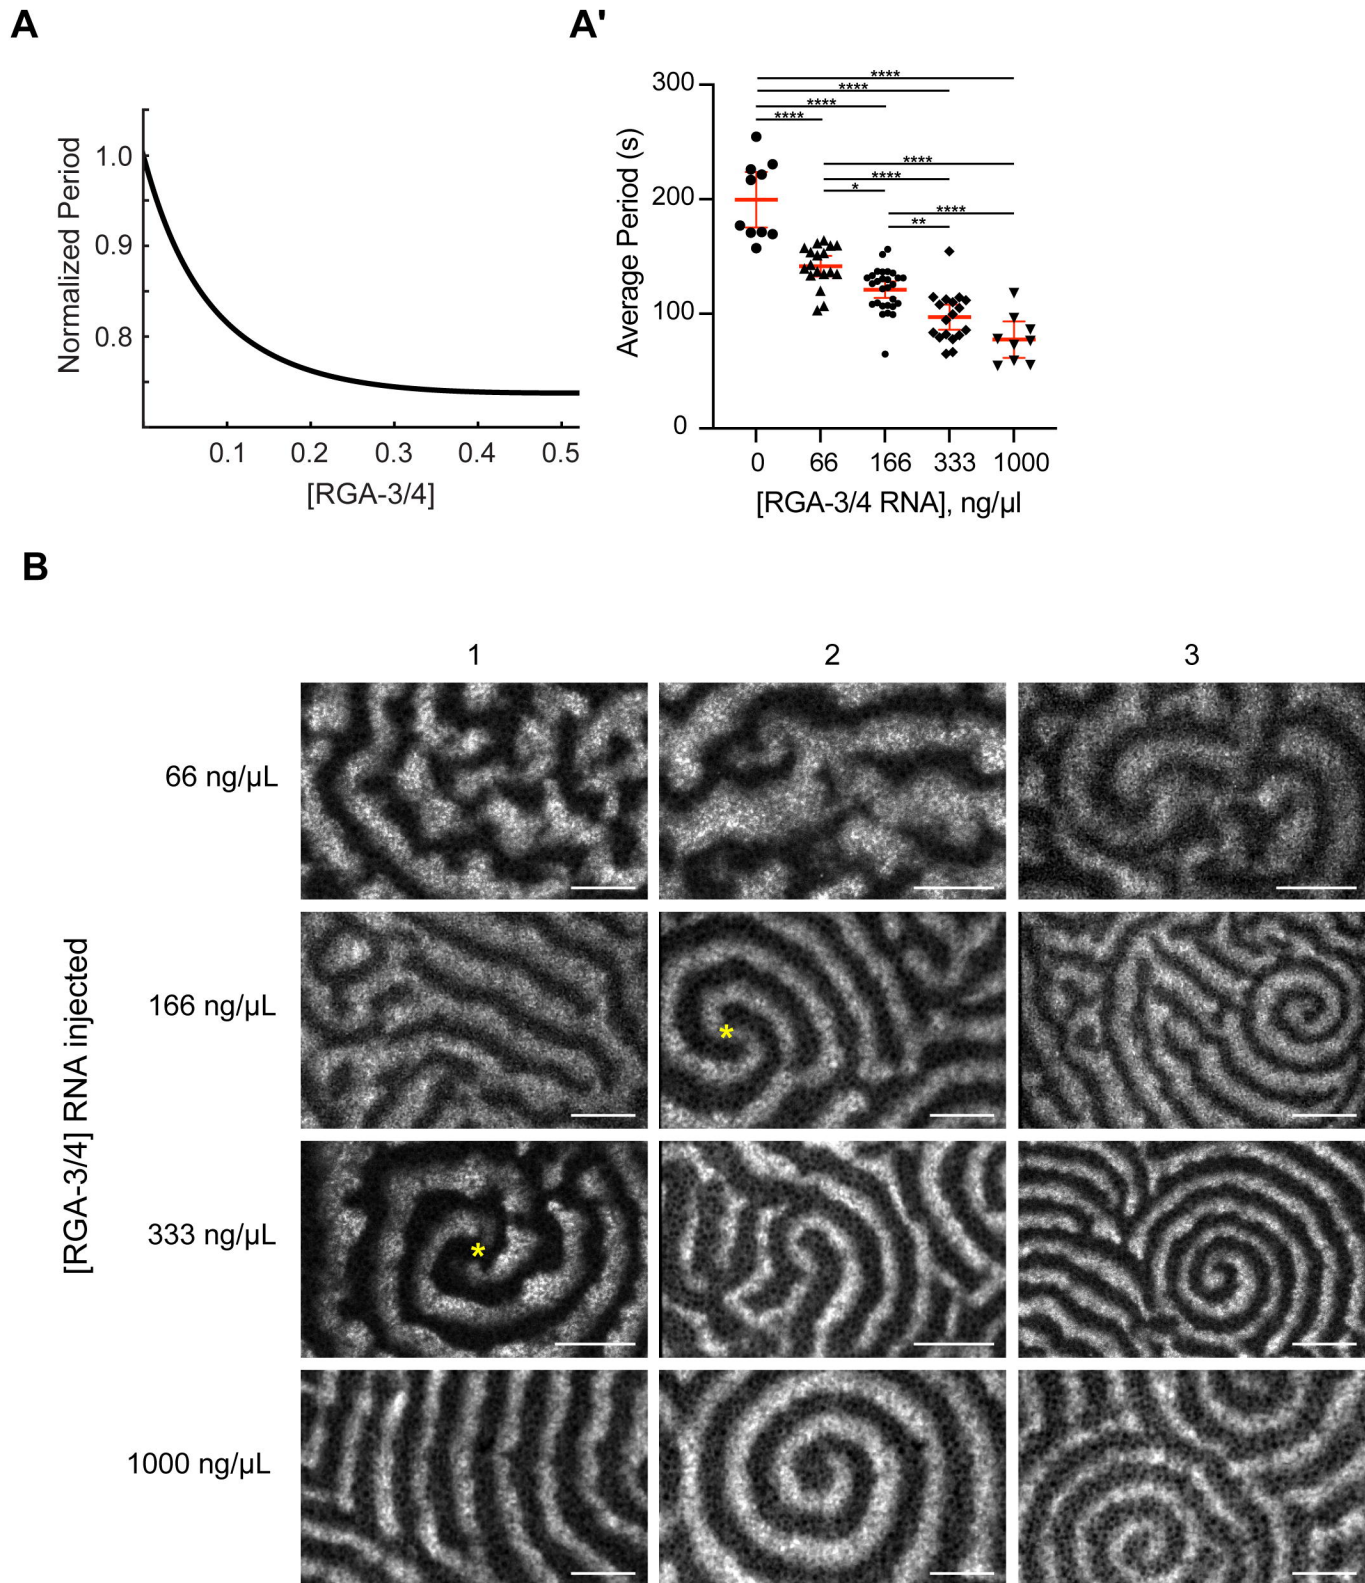 A
A'
Normalized Period
1.0
0.9
0.8
0.1 0.2 0.3 0.4 0.5
[RGA-3/4]
Average Period (s)
300
200
100
0
****
****
****
****
****
****
*
****
**
0 66 166 333 1000
[RGA-3/4 RNA], ng/µl
B
1 2 3
[RGA-3/4] RNA injected
66 ng/µL
166 ng/µL
*
333 ng/µL
*
1000 ng/µL